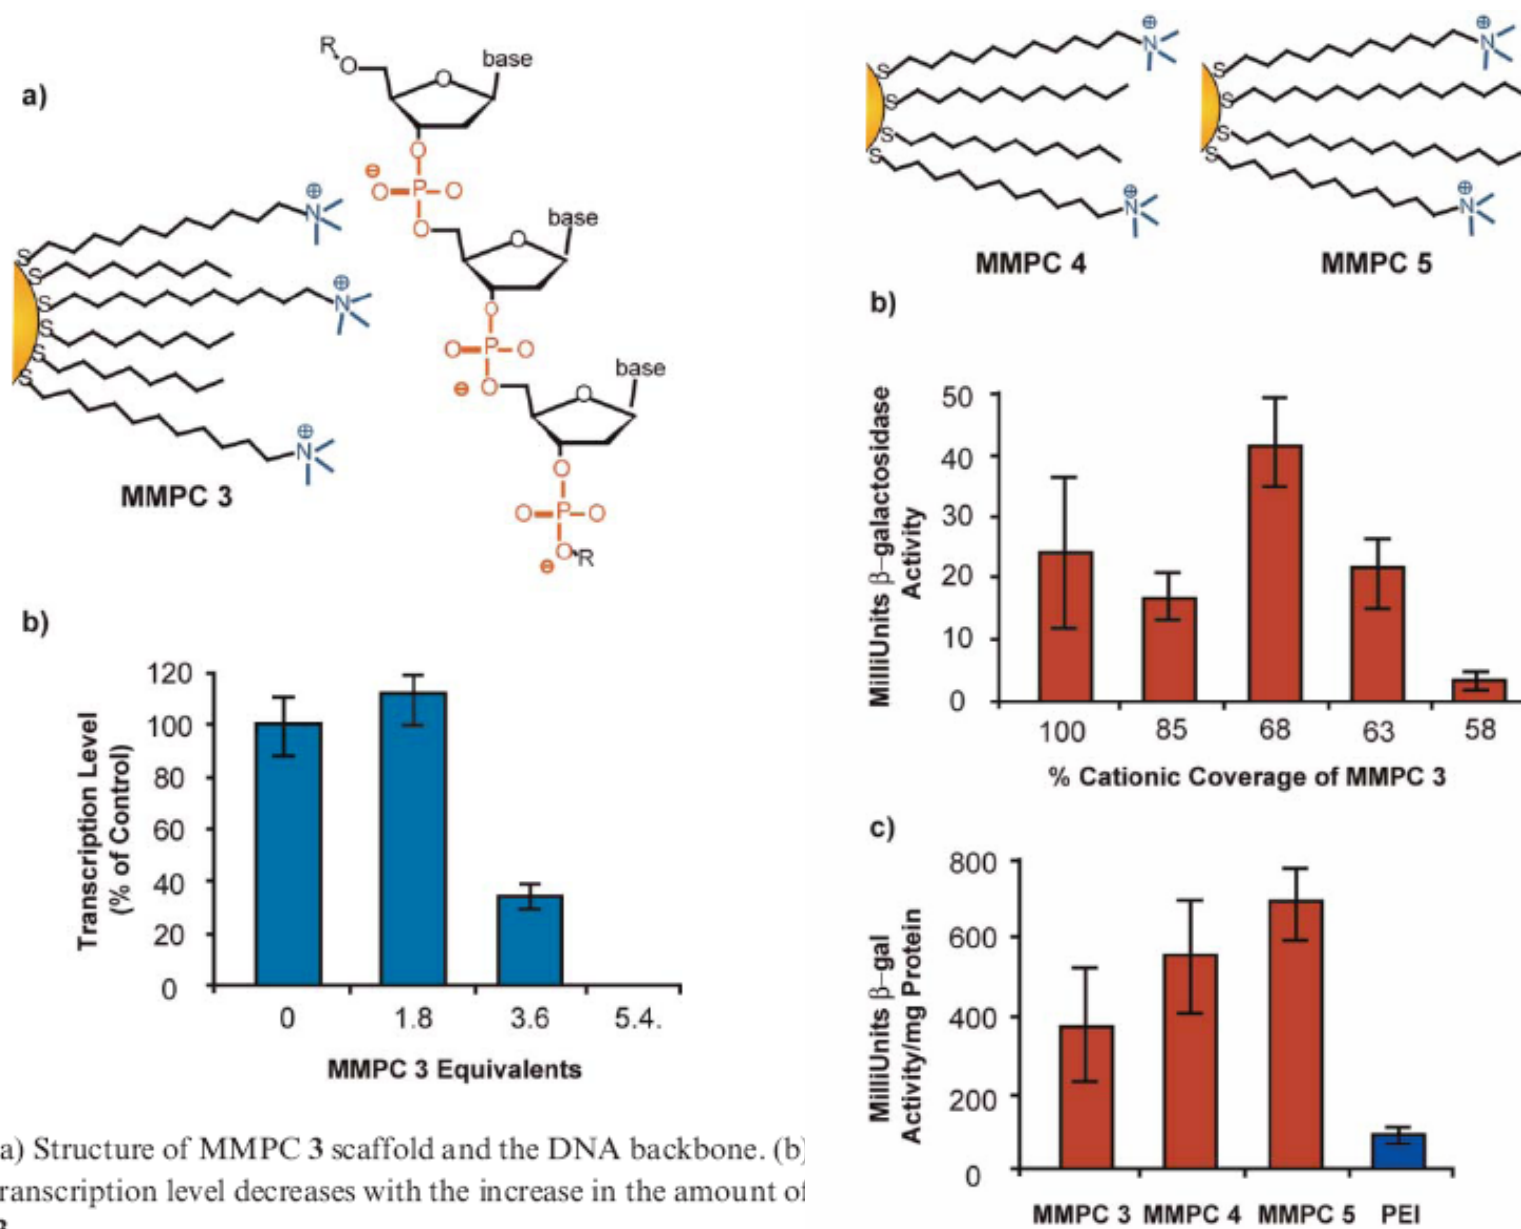 a)
R
O
O
base
O
⊖
O
P
O
O
O
base
O
O
P
O
⊖
O
O
base
O
O
P
O
⊖
O
R
S
S
S
S
S
S
N ⊕
N ⊕
N ⊕
MMPC 3
b)
Transcription Level
(% of Control)
120
100
80
60
40
20
0
0 1.8 3.6 5.4.
MMPC 3 Equivalents
a) Structure of MMPC 3 scaffold and the DNA backbone. (b)
ranscription level decreases with the increase in the amount of
S
S
S
S
N ⊕
N ⊕
MMPC 4
S
S
S
S
N ⊕
N ⊕
MMPC 5
b)
MilliUnits β–galactosidase
Activity
50
40
30
20
10
0
100 85 68 63 58
% Cationic Coverage of MMPC 3
c)
MilliUnits β–gal
Activity/mg Protein
800
600
400
200
0
MMPC 3 MMPC 4 MMPC 5 PEI